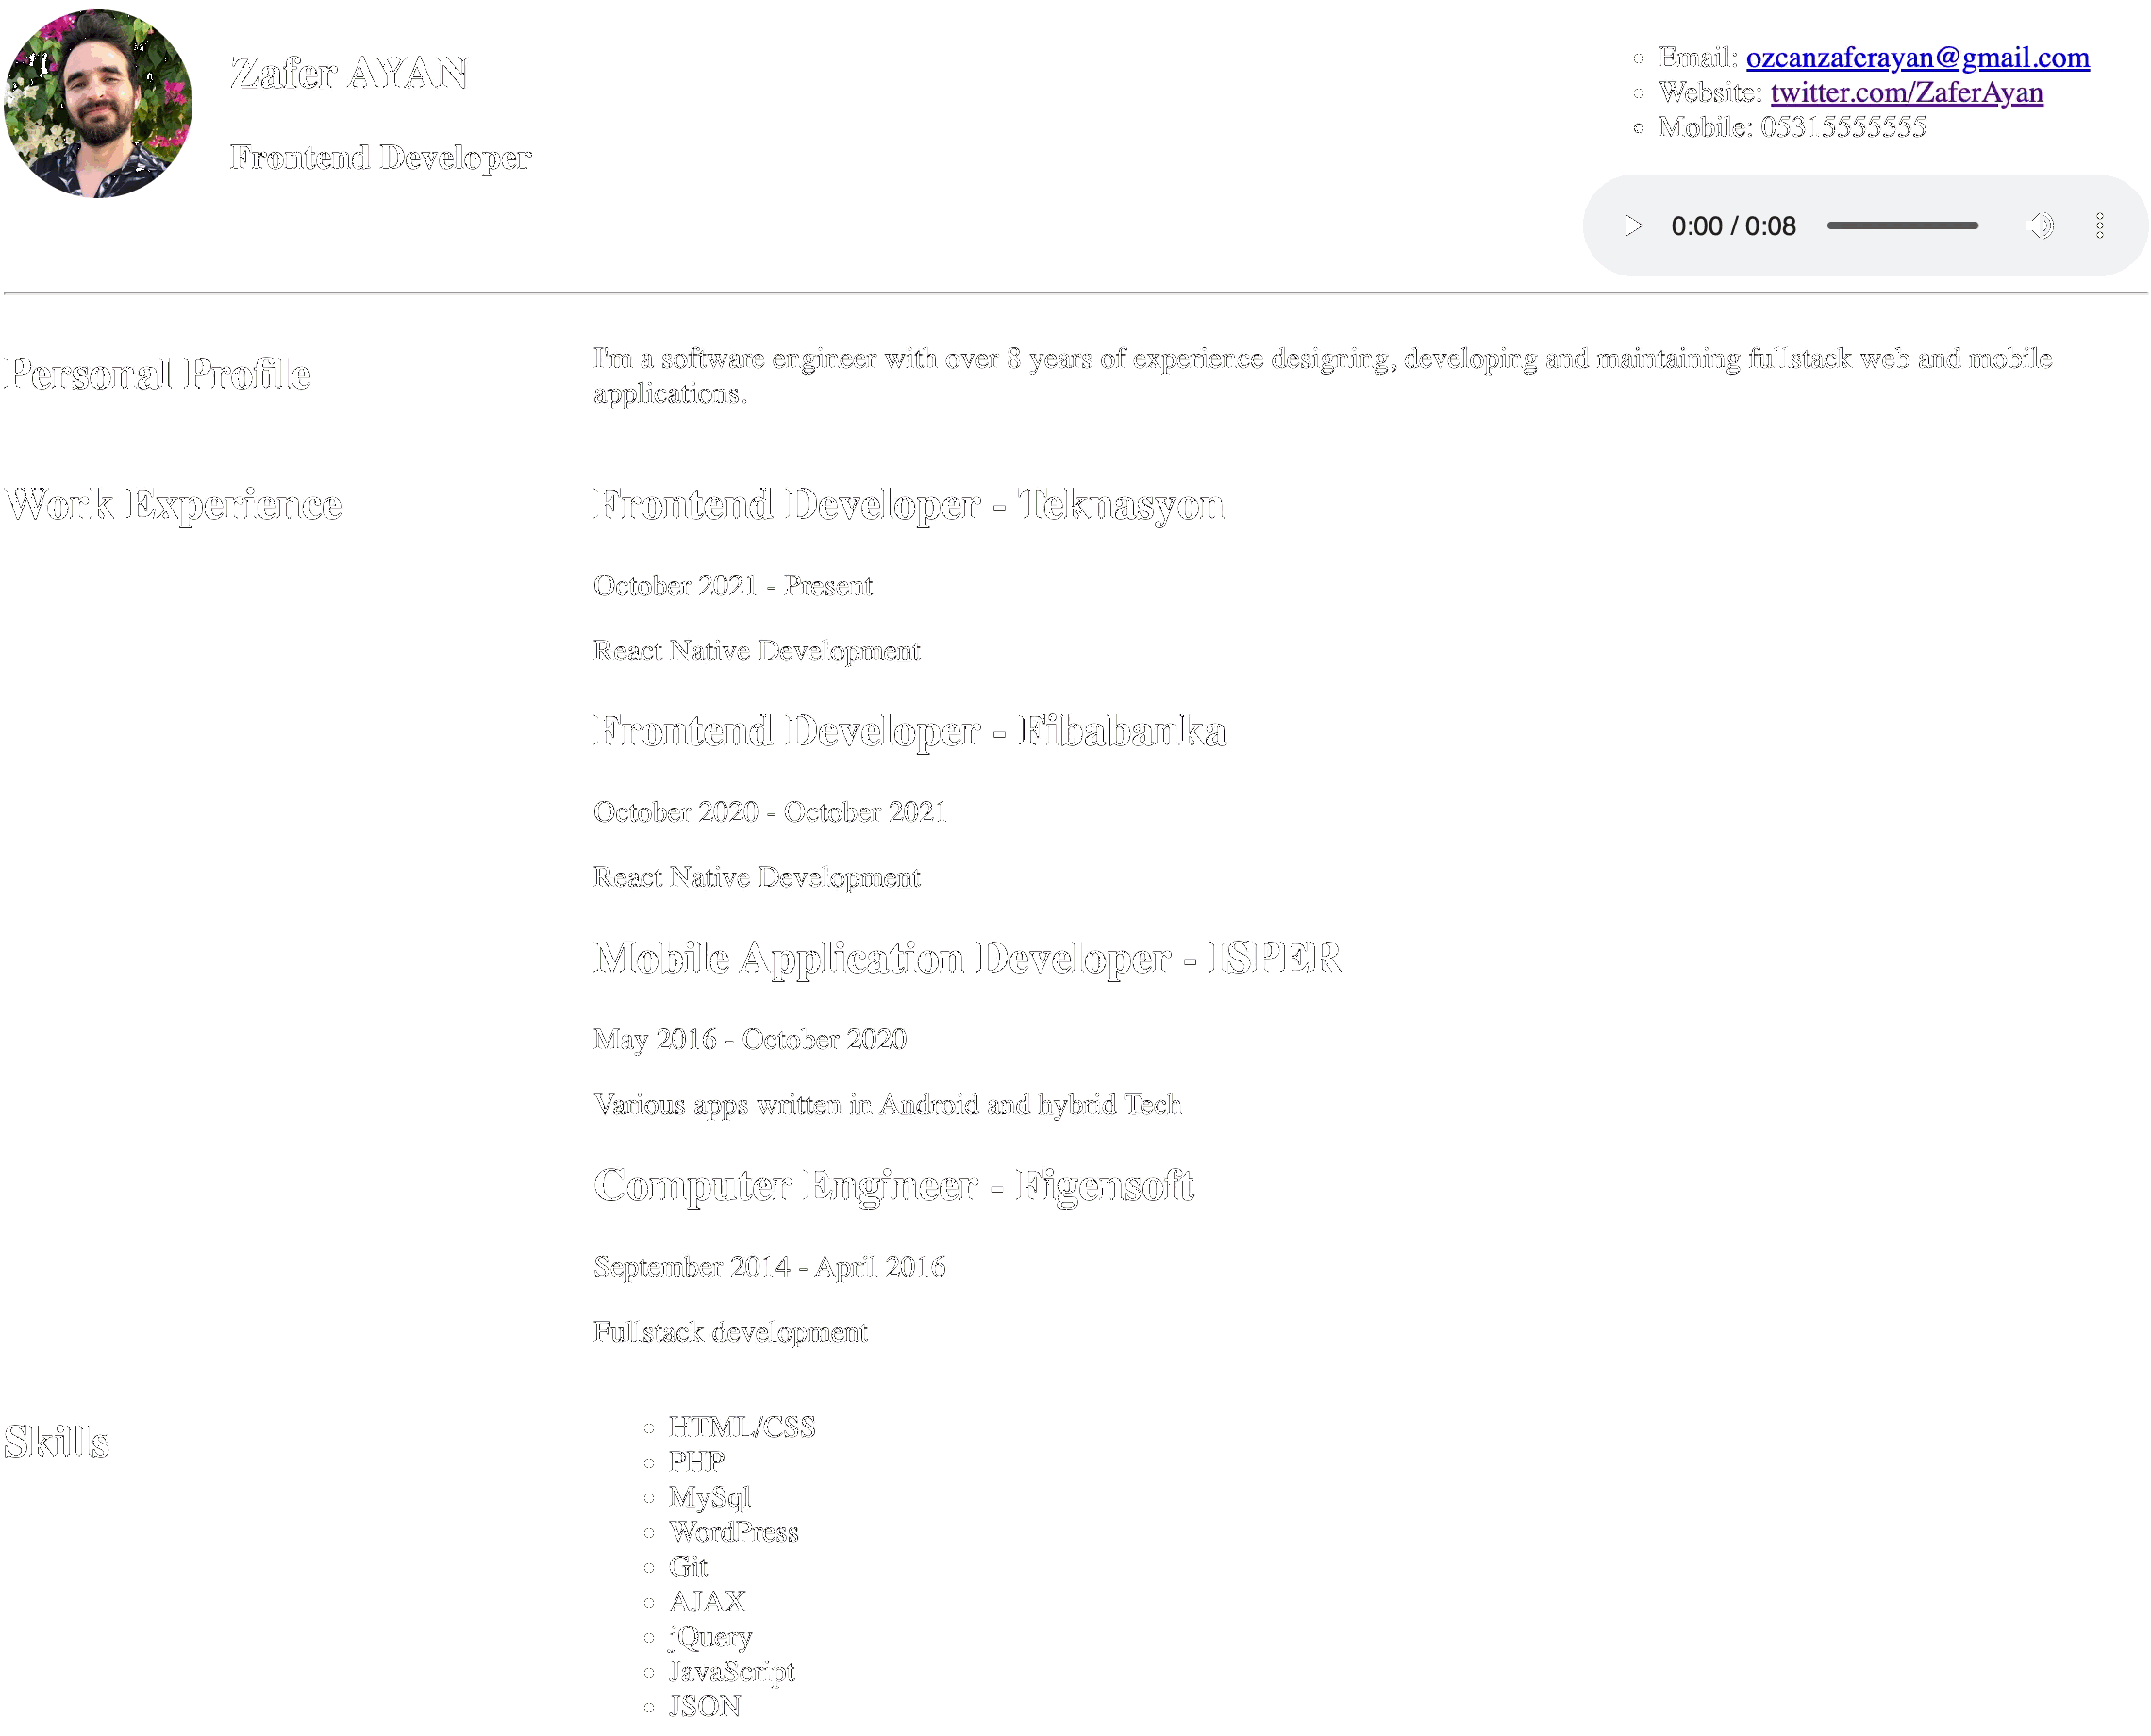 Zafer AYAN
Frontend Developer
Email: ozcanzaferayan@gmail.com
Website: twitter.com/ZaferAyan
Mobile: 05315555555
0:00 / 0:08
Personal Profile
I'm a software engineer with over 8 years of experience designing, developing and maintaining fullstack web and mobile
applications.
Work Experience
Frontend Developer - Teknasyon
October 2021 - Present
React Native Development
Frontend Developer - Fibabanka
October 2020 - October 2021
React Native Development
Mobile Application Developer - ISPER
May 2016 - October 2020
Various apps written in Android and hybrid Tech
Computer Engineer - Figensoft
September 2014 - April 2016
Fullstack development
Skills
HTML/CSS
PHP
MySql
WordPress
Git
AJAX
jQuery
JavaScript
JSON